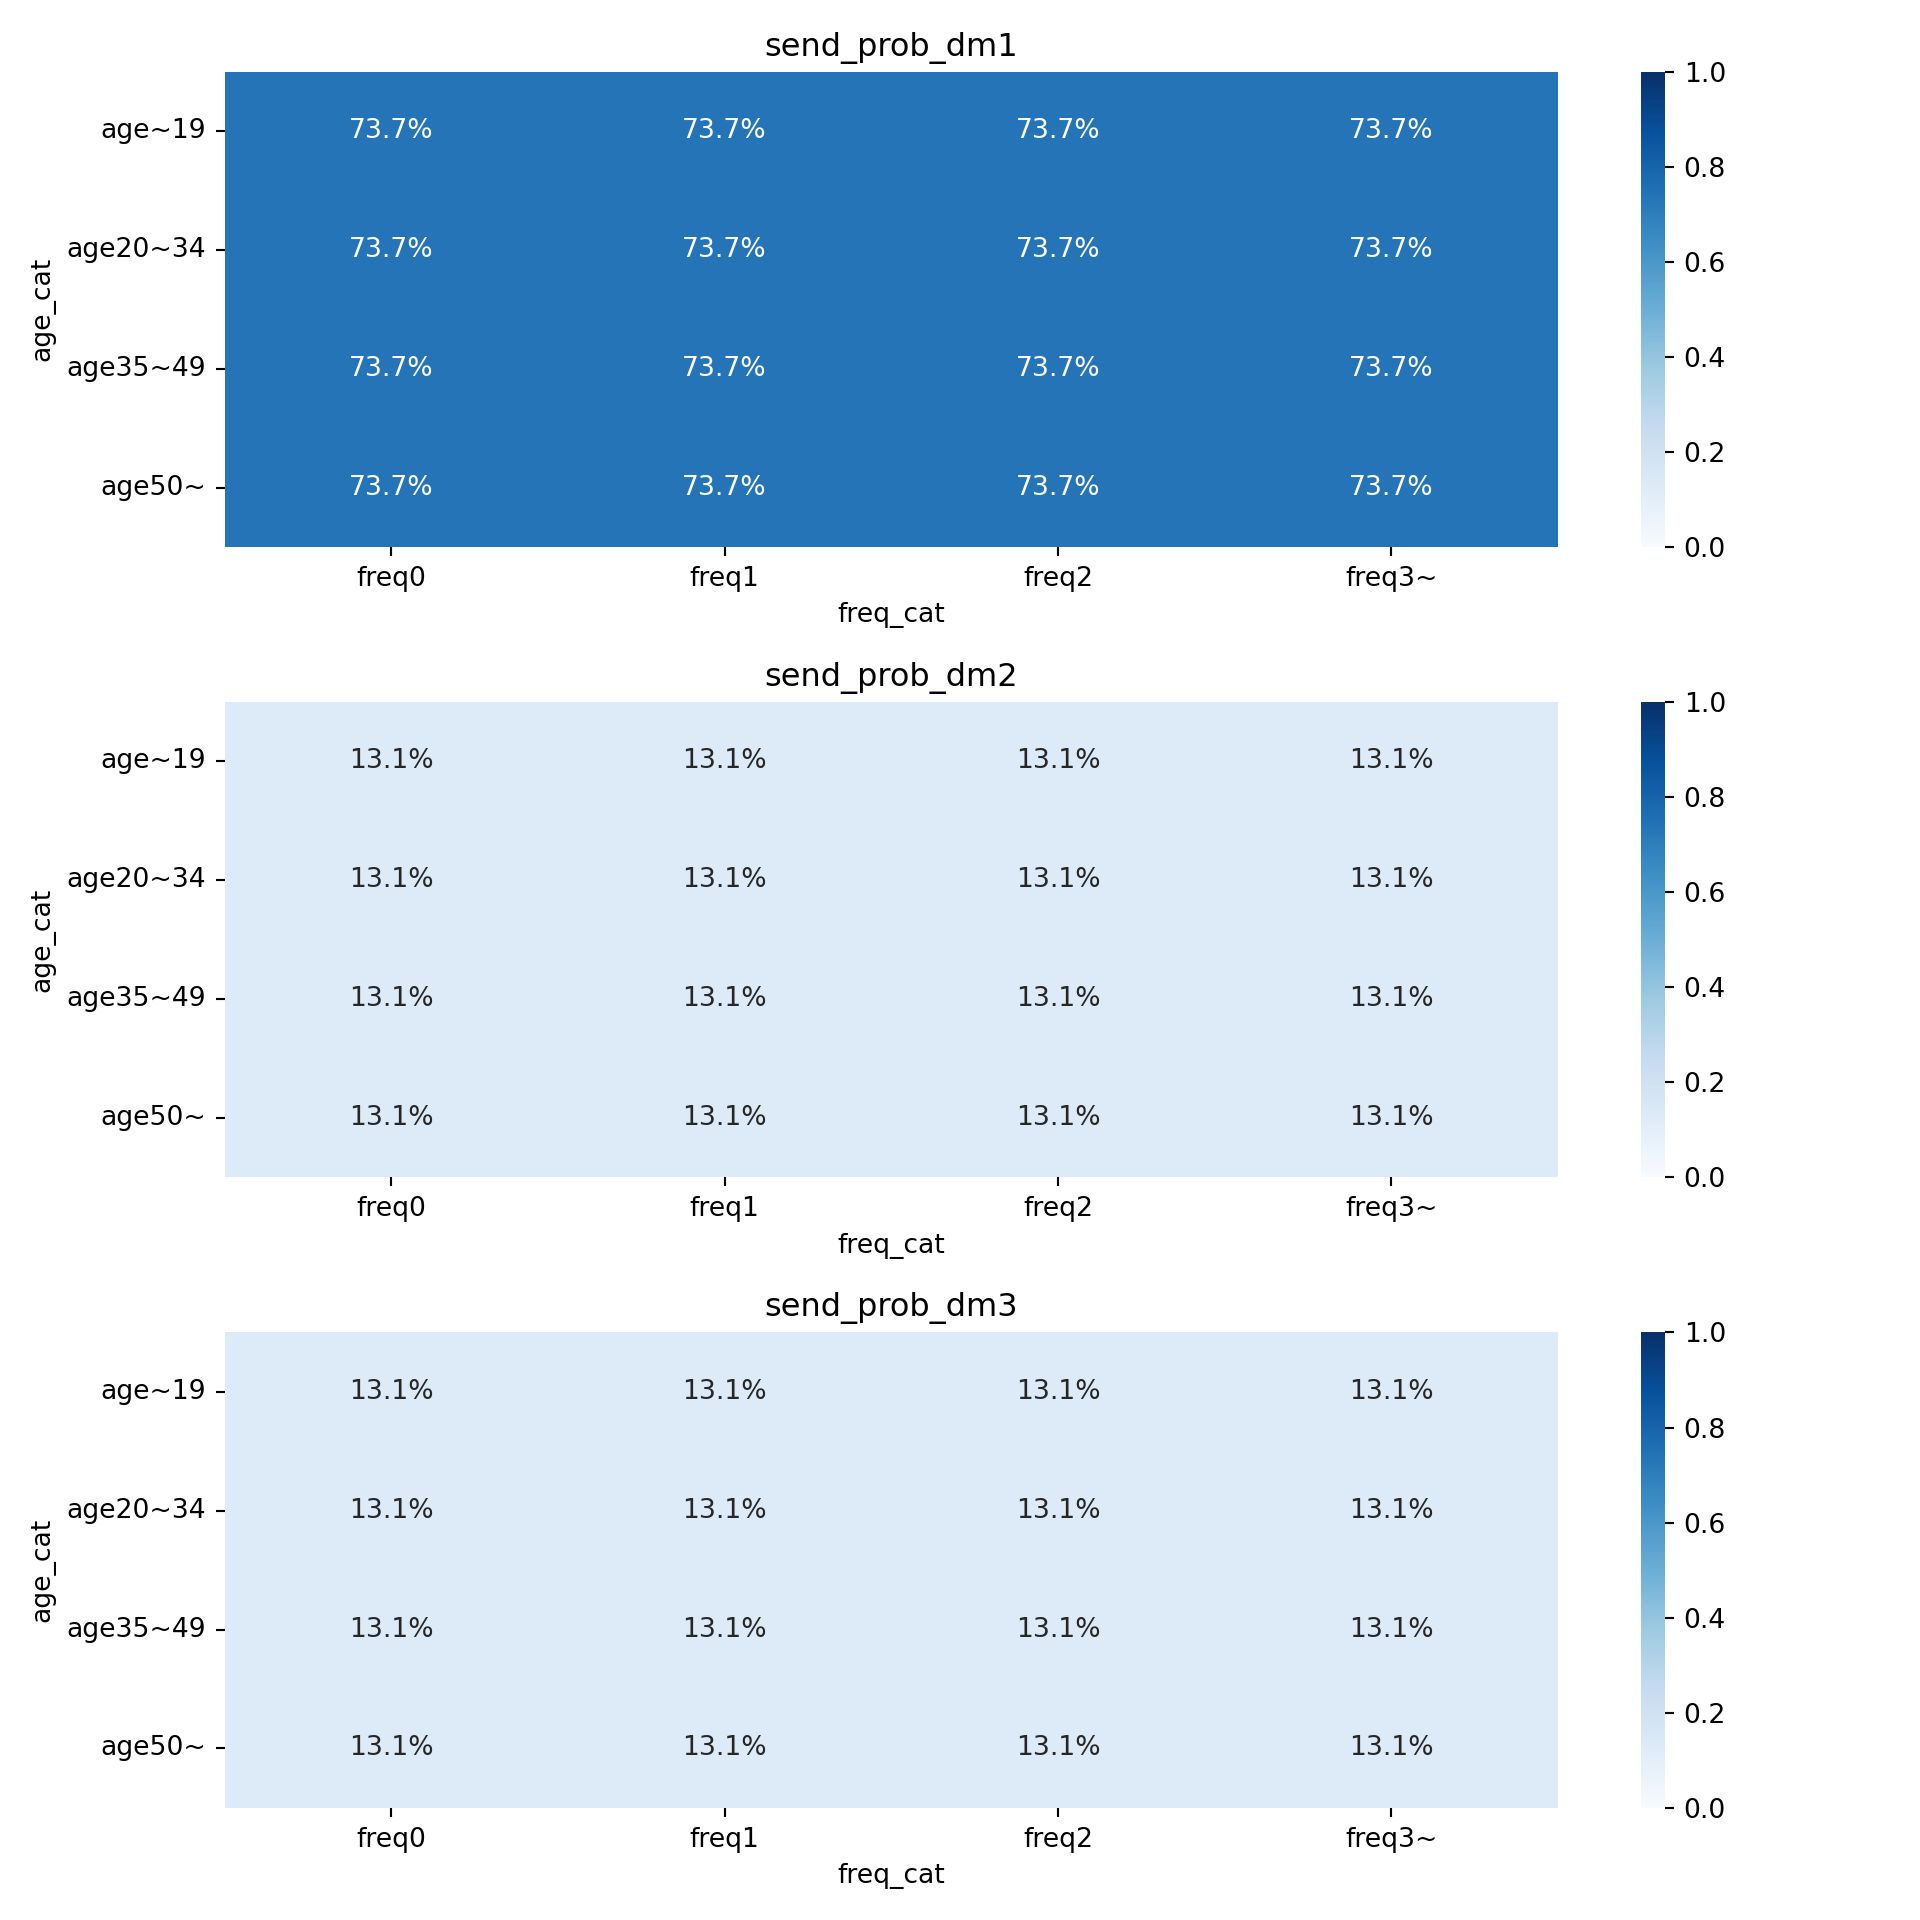 send_prob_dm1
age_cat
age~19 73.7% 73.7% 73.7% 73.7%
age20~34 73.7% 73.7% 73.7% 73.7%
age35~49 73.7% 73.7% 73.7% 73.7%
age50~ 73.7% 73.7% 73.7% 73.7%
freq0 freq1 freq2 freq3~
freq_cat
1.0
0.8
0.6
0.4
0.2
0.0
send_prob_dm2
age_cat
age~19 13.1% 13.1% 13.1% 13.1%
age20~34 13.1% 13.1% 13.1% 13.1%
age35~49 13.1% 13.1% 13.1% 13.1%
age50~ 13.1% 13.1% 13.1% 13.1%
freq0 freq1 freq2 freq3~
freq_cat
1.0
0.8
0.6
0.4
0.2
0.0
send_prob_dm3
age_cat
age~19 13.1% 13.1% 13.1% 13.1%
age20~34 13.1% 13.1% 13.1% 13.1%
age35~49 13.1% 13.1% 13.1% 13.1%
age50~ 13.1% 13.1% 13.1% 13.1%
freq0 freq1 freq2 freq3~
freq_cat
1.0
0.8
0.6
0.4
0.2
0.0